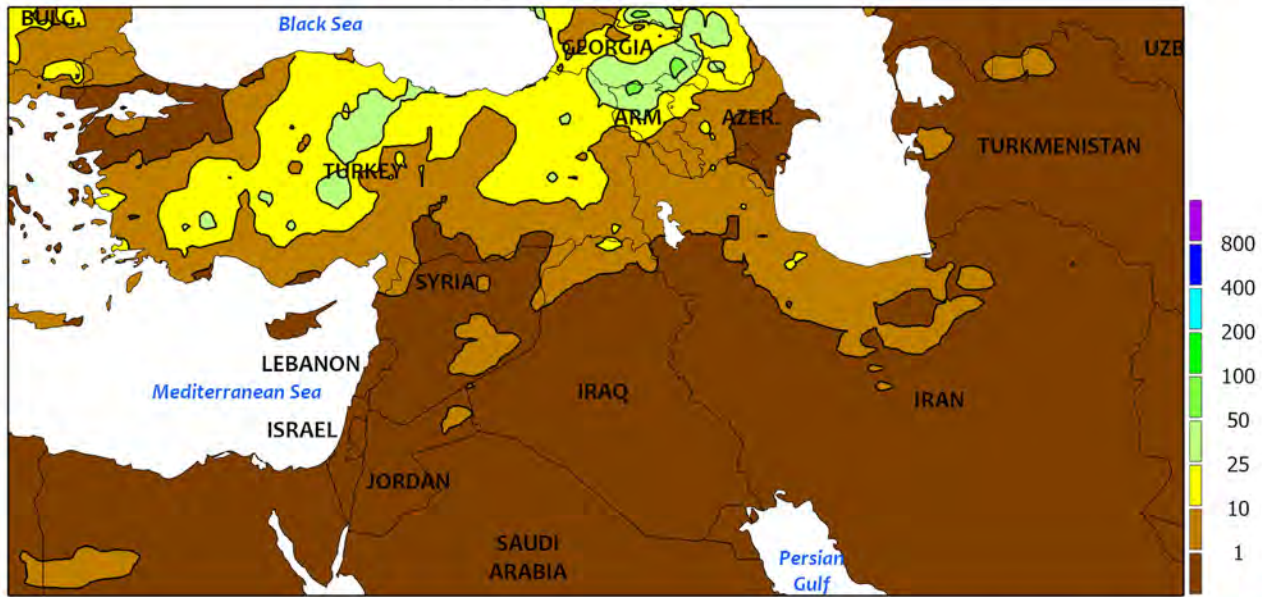 BULG.
Black Sea
GEORGIA
UZB
ARM
AZER.
TURKMENISTAN
TURKEY
SYRIA
LEBANON
Mediterranean Sea
IRAQ
IRAN
ISRAEL
JORDAN
SAUDI
ARABIA
Persian
Gulf
800
400
200
100
50
25
10
1